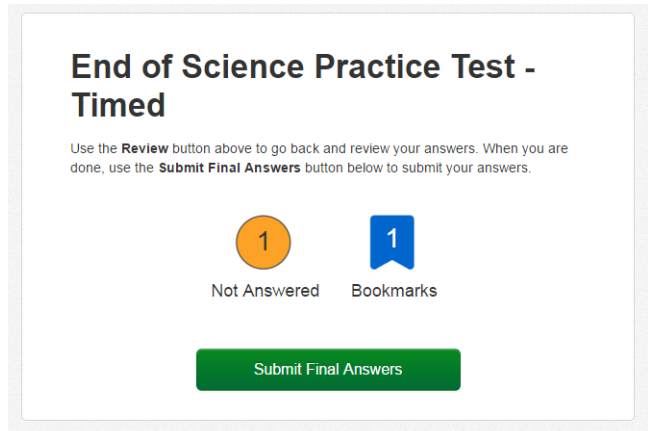 End of Science Practice Test -
Timed
Use the Review button above to go back and review your answers. When you are
done, use the Submit Final Answers button below to submit your answers.
1 1
Not Answered Bookmarks
Submit Final Answers